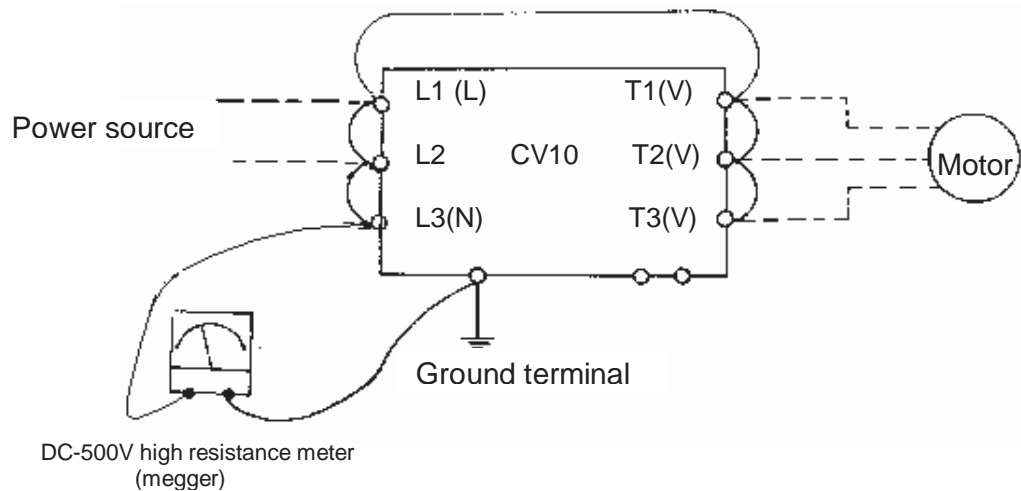 L1 (L)
T1(V)
Power source
L2
CV10
T2(V)
Motor
L3(N)
T3(V)
Ground terminal
DC-500V high resistance meter
(megger)